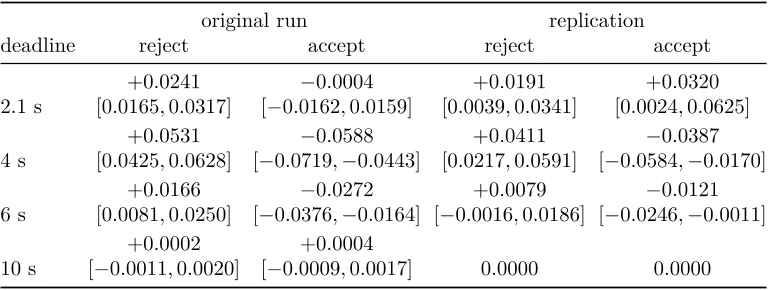 original run replication
deadline reject accept reject accept
+0.0241 −0.0004 +0.0191 +0.0320
2.1 s [0.0165, 0.0317] [−0.0162, 0.0159] [0.0039, 0.0341] [0.0024, 0.0625]
+0.0531 −0.0588 +0.0411 −0.0387
4 s [0.0425, 0.0628] [−0.0719, −0.0443] [0.0217, 0.0591] [−0.0584, −0.0170]
+0.0166 −0.0272 +0.0079 −0.0121
6 s [0.0081, 0.0250] [−0.0376, −0.0164] [−0.0016, 0.0186] [−0.0246, −0.0011]
+0.0002 +0.0004
10 s [−0.0011, 0.0020] [−0.0009, 0.0017] 0.0000 0.0000